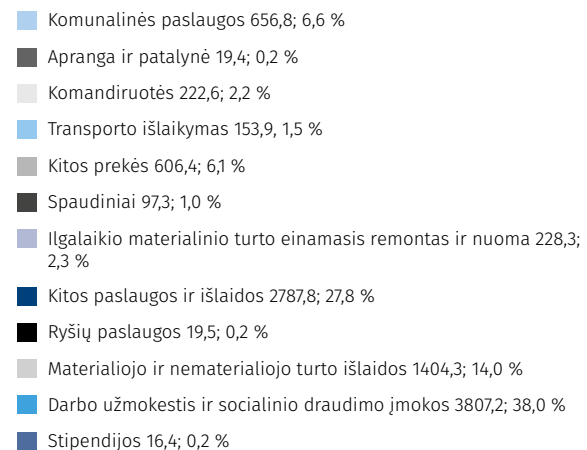 Komunalinės paslaugos 656,8; 6,6 %
Apranga ir patalynė 19,4; 0,2 %
Komandiruotės 222,6; 2,2 %
Transporto išlaikymas 153,9, 1,5 %
Kitos prekės 606,4; 6,1 %
Spaudiniai 97,3; 1,0 %
Ilgalaikio materialinio turto einamasis remontas ir nuoma 228,3;
2,3 %
Kitos paslaugos ir išlaidos 2787,8; 27,8 %
Ryšių paslaugos 19,5; 0,2 %
Materialiojo ir nematerialiojo turto išlaidos 1404,3; 14,0 %
Darbo užmokestis ir socialinio draudimo įmokos 3807,2; 38,0 %
Stipendijos 16,4; 0,2 %